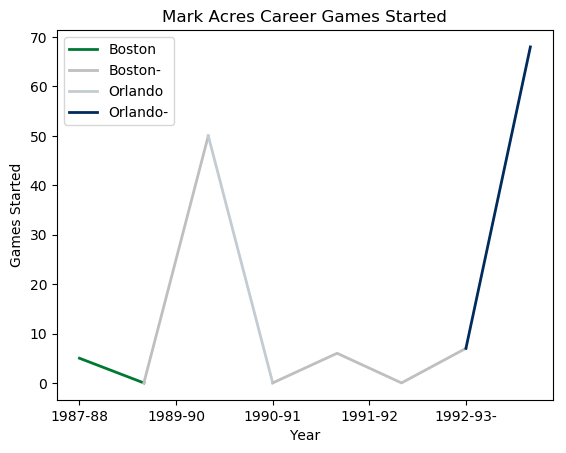 Mark Acres Career Games Started
Boston
Boston-
Orlando
Orlando-
70
60
50
40
30
20
10
0
Games Started
1987-88 1989-90 1990-91 1991-92 1992-93-
Year